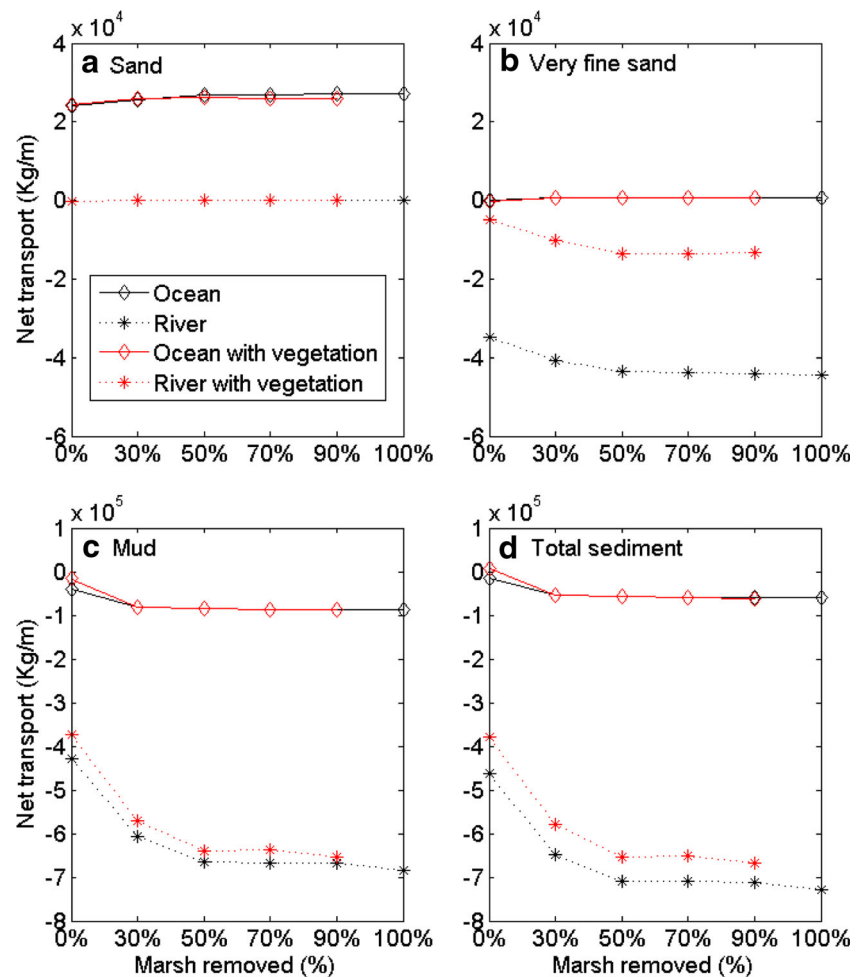 x 10^4
a Sand
4
2
0
-2
-4
-6
Net transport (Kg/m)
Ocean
River
Ocean with vegetation
River with vegetation
0% 30% 50% 70% 90% 100%
x 10^4
b Very fine sand
4
2
0
-2
-4
-6
0% 30% 50% 70% 90% 100%
x 10^5
c Mud
1
0
-1
-2
-3
-4
-5
-6
-7
-8
Net transport (Kg/m)
0% 30% 50% 70% 90% 100%
Marsh removed (%)
x 10^5
d Total sediment
1
0
-1
-2
-3
-4
-5
-6
-7
-8
0% 30% 50% 70% 90% 100%
Marsh removed (%)